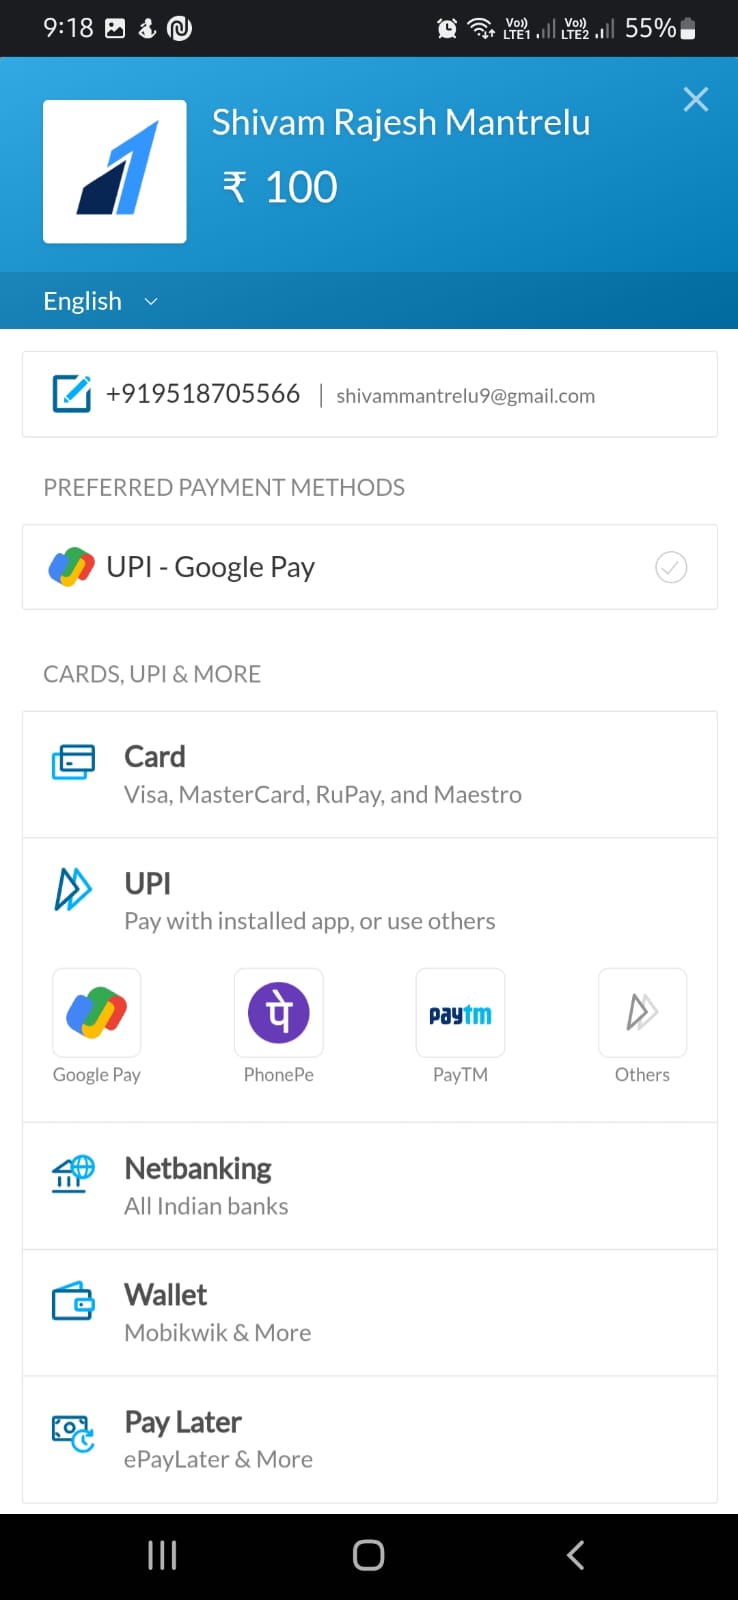 9:18 Vo)) LTE1 Vo)) LTE2 55%
Shivam Rajesh Mantrelu
₹ 100
English
+919518705566 | shivammantrelu9@gmail.com
PREFERRED PAYMENT METHODS
UPI - Google Pay
CARDS, UPI & MORE
Card
Visa, MasterCard, RuPay, and Maestro
UPI
Pay with installed app, or use others
पे paytm
Google Pay PhonePe PayTM Others
Netbanking
All Indian banks
Wallet
Mobikwik & More
Pay Later
ePayLater & More